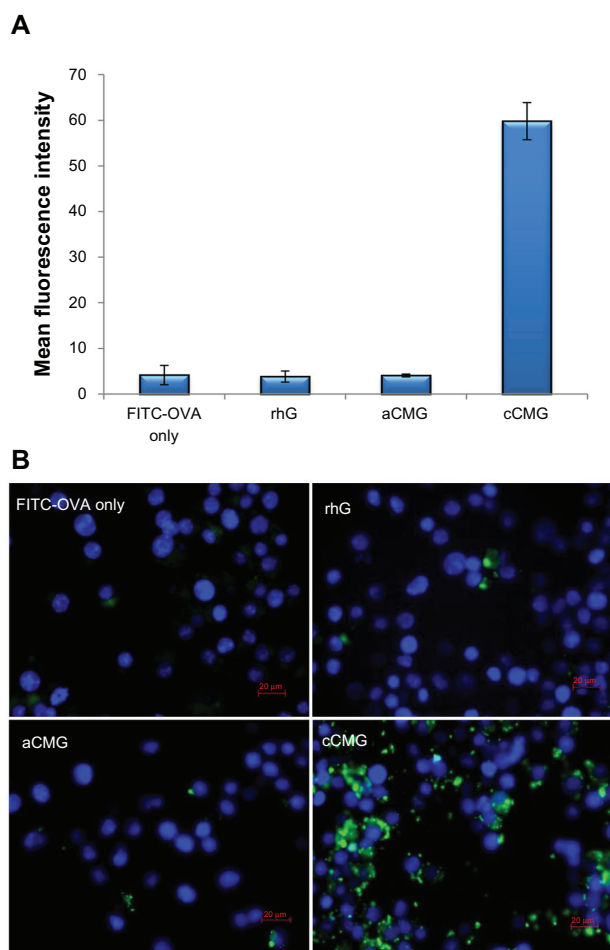 A
Mean fluorescence intensity
70
60
50
40
30
20
10
0
FITC-OVA
only
rhG
aCMG
cCMG
B
FITC-OVA only
rhG
20 µm
20 µm
aCMG
cCMG
20 µm
20 µm